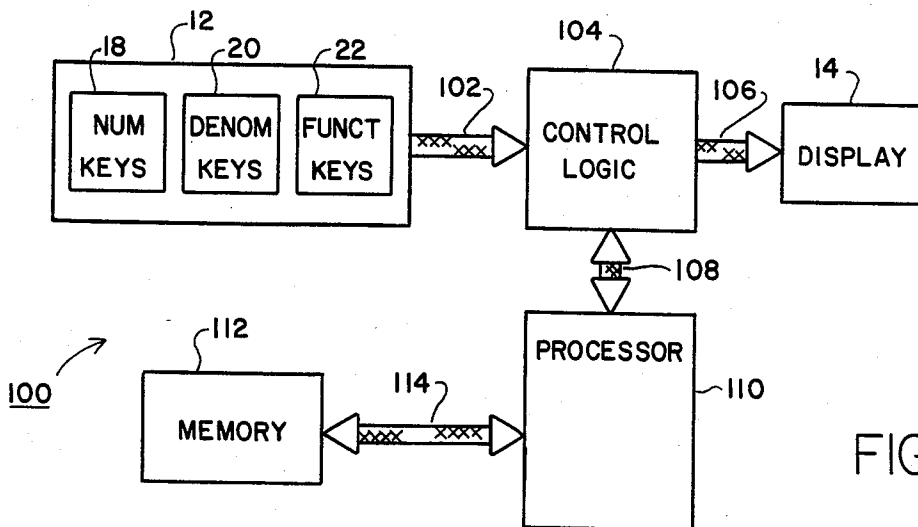 12
18
20
22
NUM
KEYS
DENOM
KEYS
FUNCT
KEYS
102
104
CONTROL
LOGIC
106
14
DISPLAY
108
PROCESSOR
110
112
MEMORY
114
100
FIG